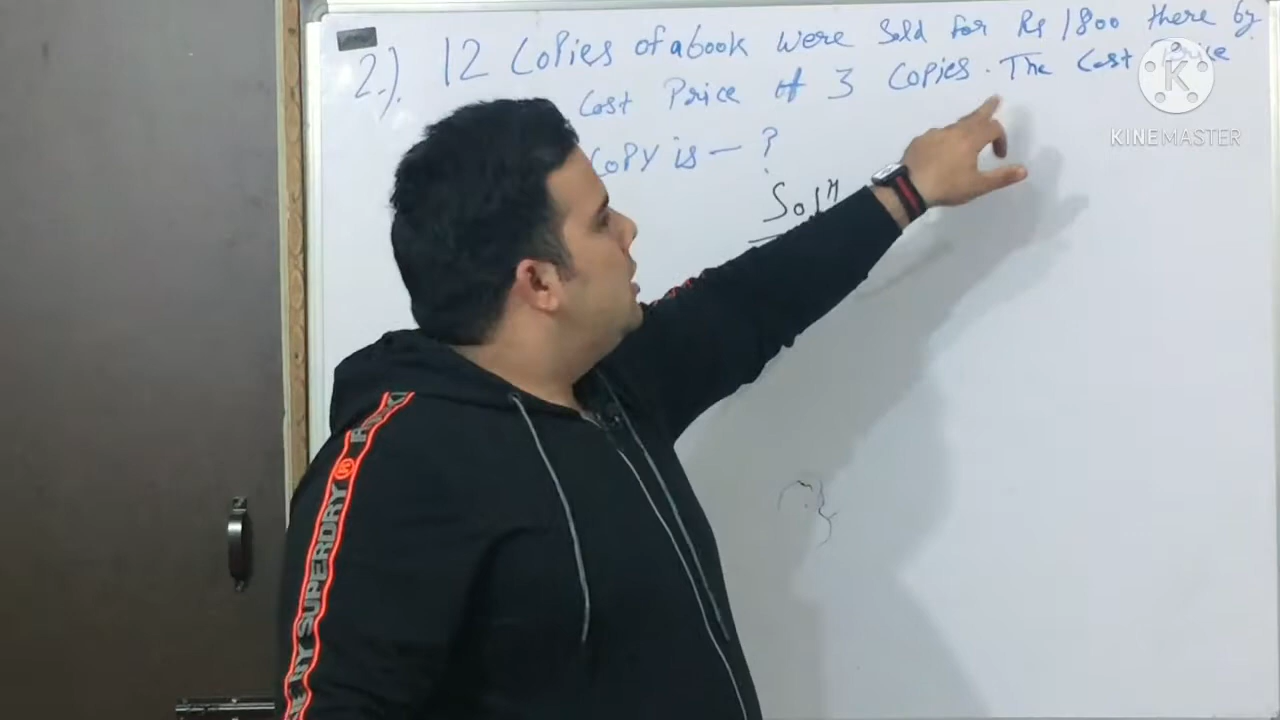 2.). 12 Copies of a book were Sold for Rs 1800 there by
Cost Price of 3 Copies. The Cost Price
Copy is — ?
Solⁿ
K
KINEMASTER
SUPERDRY ®